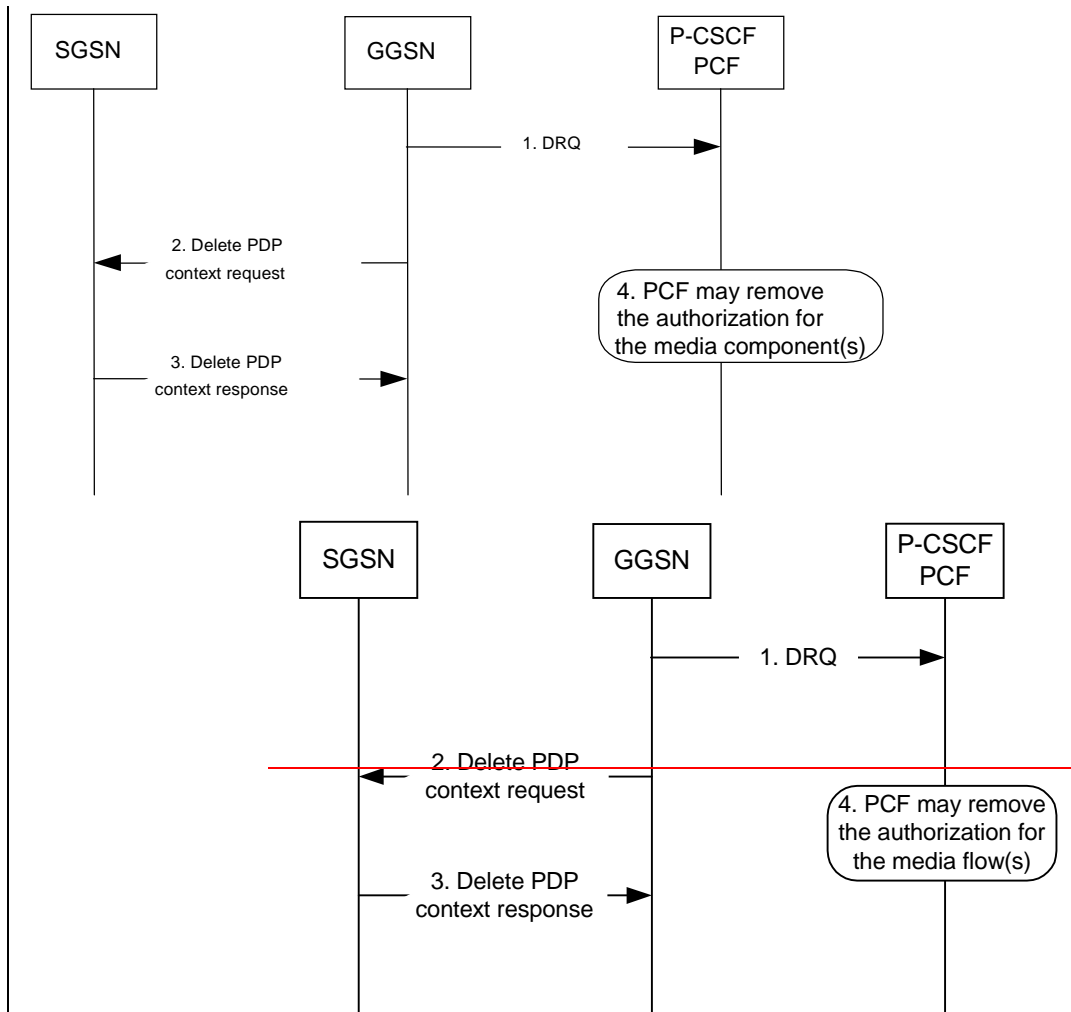 SGSN
GGSN
P-CSCF
PCF
1. DRQ
2. Delete PDP
context request
4. PCF may remove
the authorization for
the media component(s)
3. Delete PDP
context response
SGSN
GGSN
P-CSCF
PCF
1. DRQ
2. Delete PDP
context request
4. PCF may remove
the authorization for
the media flow(s)
3. Delete PDP
context response